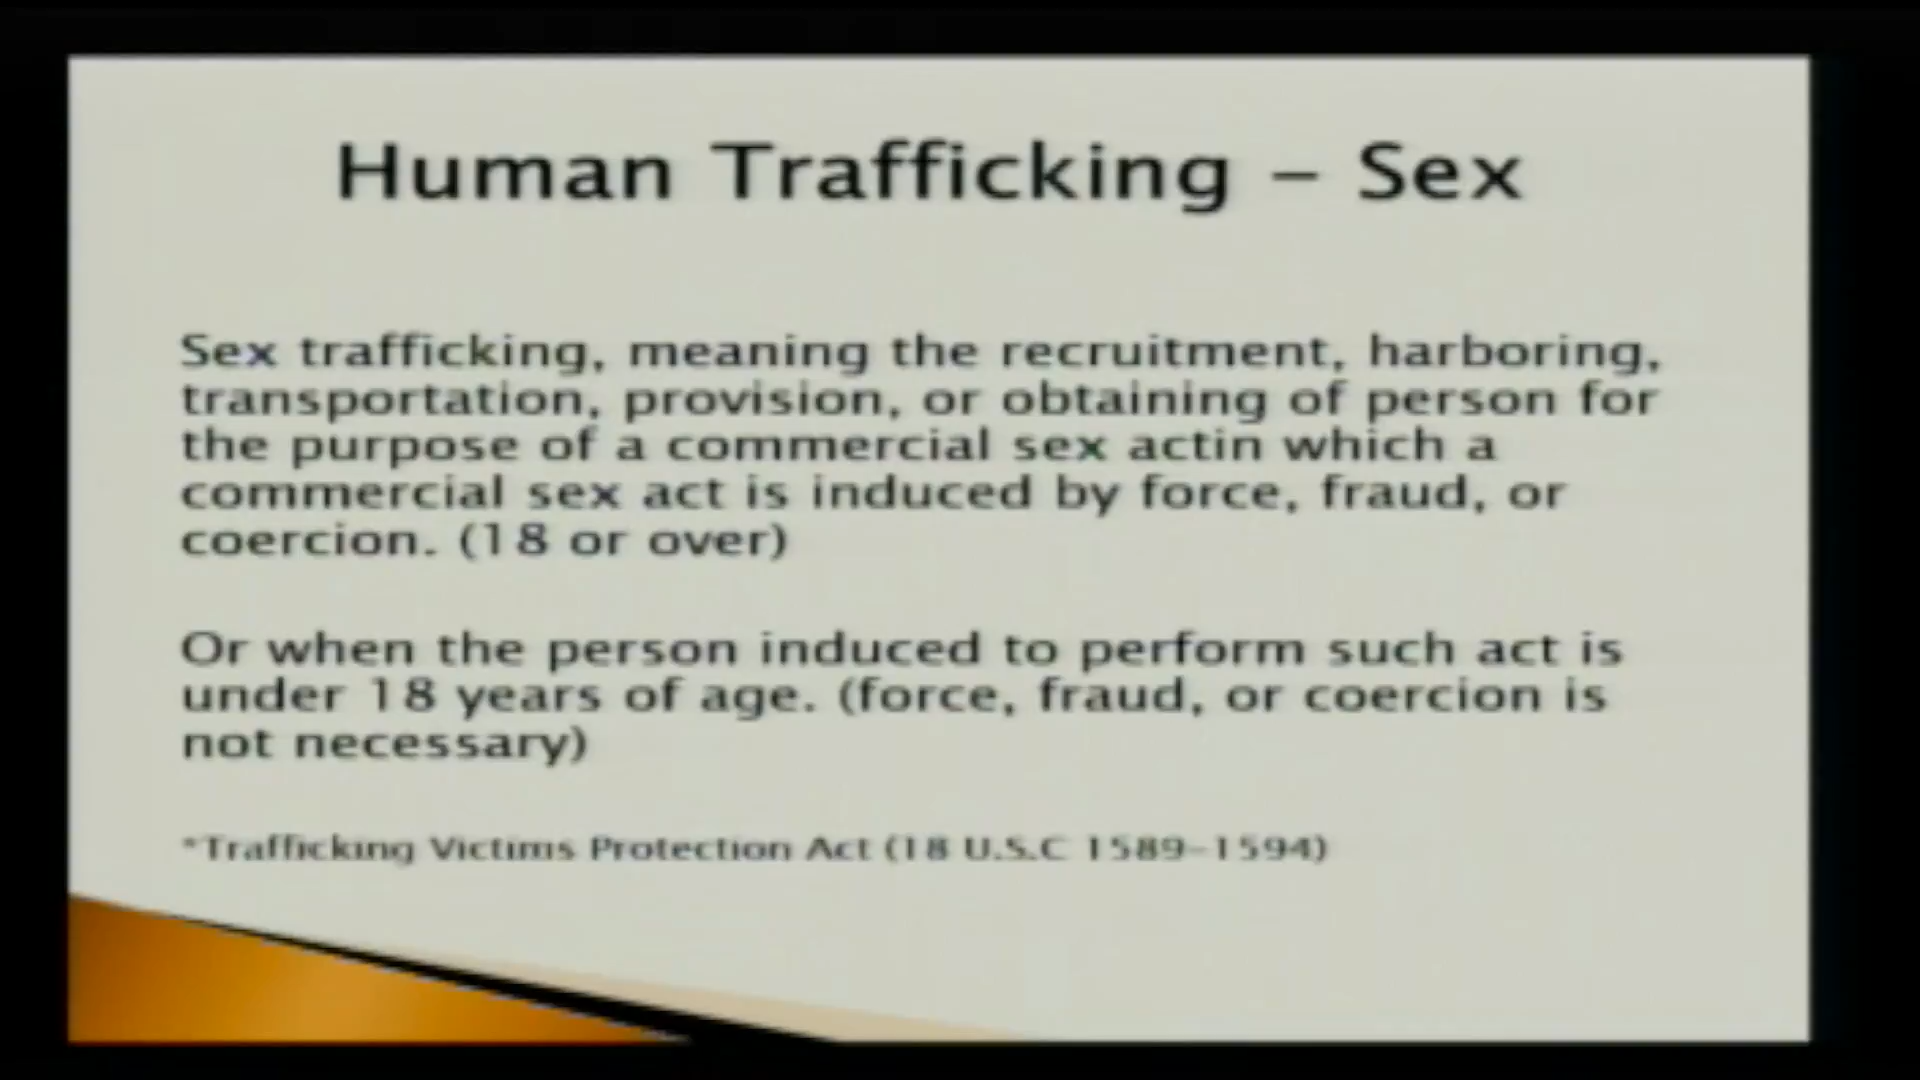 Human Trafficking – Sex
Sex trafficking, meaning the recruitment, harboring,
transportation, provision, or obtaining of person for
the purpose of a commercial sex actin which a
commercial sex act is induced by force, fraud, or
coercion. (18 or over)
Or when the person induced to perform such act is
under 18 years of age. (force, fraud, or coercion is
not necessary)
*Trafficking Victims Protection Act (18 U.S.C 1589-1594)